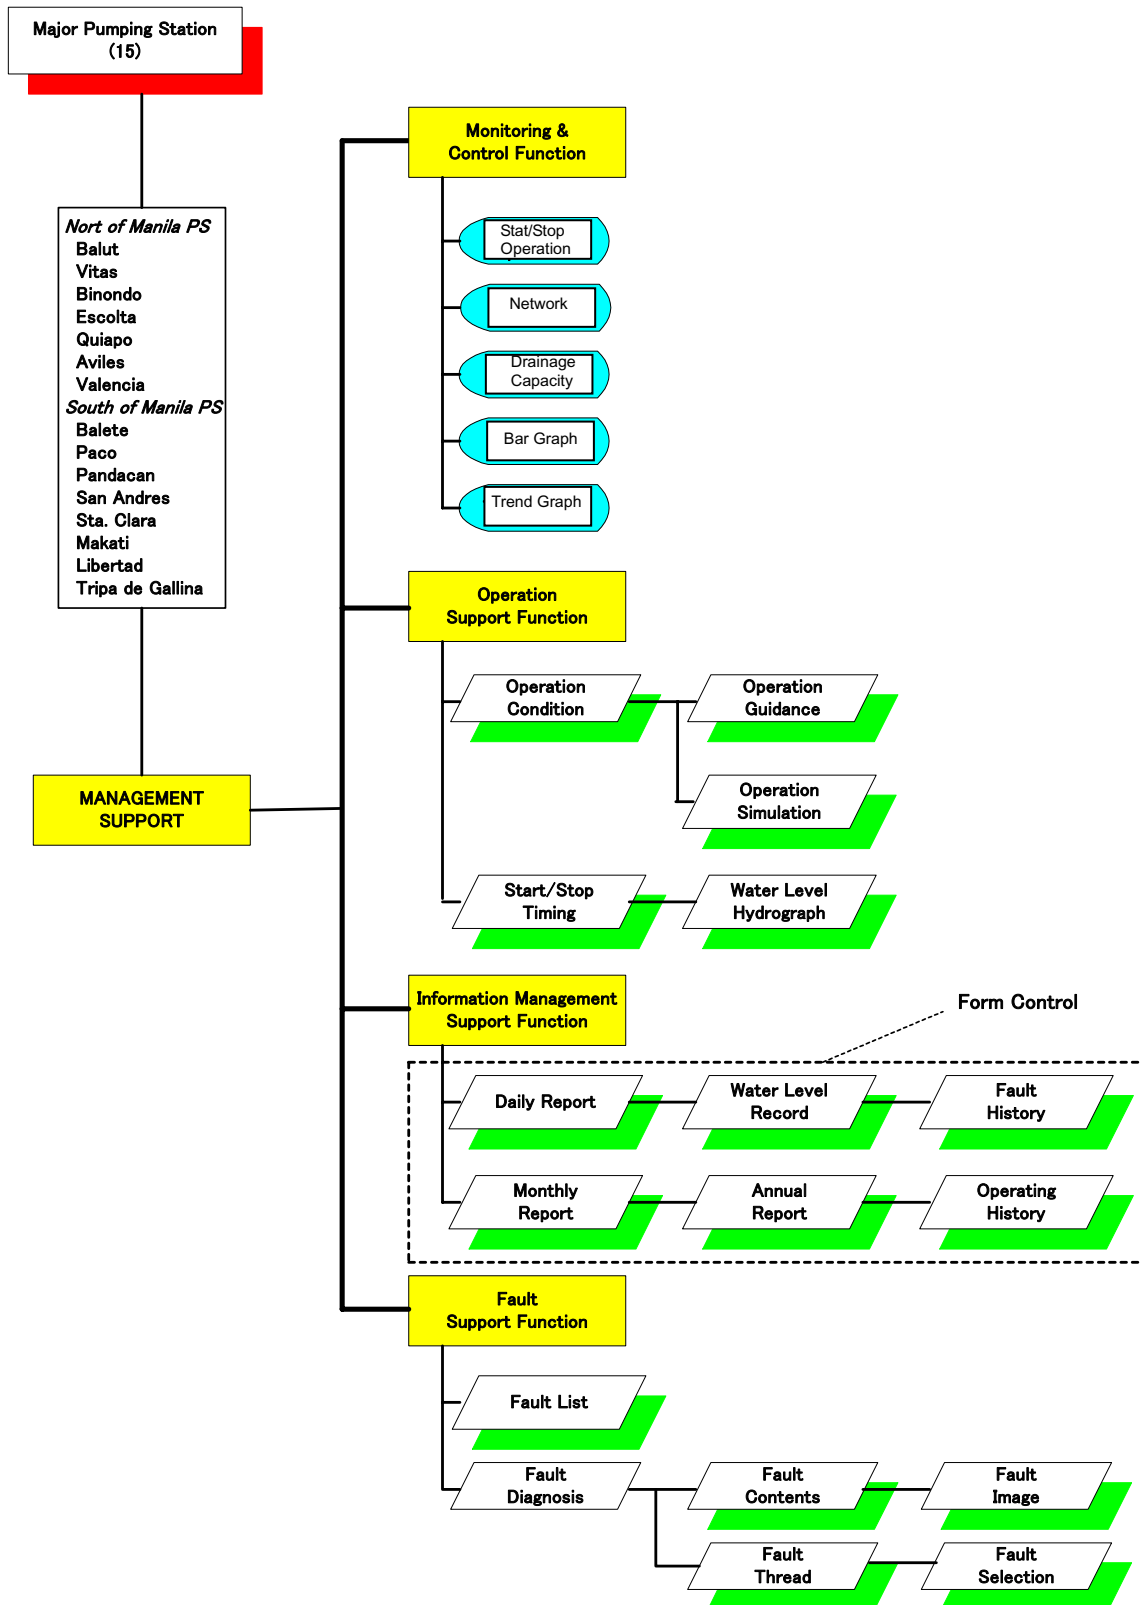 Major Pumping Station
(15)
Nort of Manila PS
Balut
Vitas
Binondo
Escolta
Quiapo
Aviles
Valencia
South of Manila PS
Balete
Paco
Pandacan
San Andres
Sta. Clara
Makati
Libertad
Tripa de Gallina
MANAGEMENT
SUPPORT
Monitoring &
Control Function
Stat/Stop
Operation
Network
Drainage
Capacity
Bar Graph
Trend Graph
Operation
Support Function
Operation
Condition
Operation
Guidance
Operation
Simulation
Start/Stop
Timing
Water Level
Hydrograph
Information Management
Support Function
Form Control
Daily Report
Water Level
Record
Fault
History
Monthly
Report
Annual
Report
Operating
History
Fault
Support Function
Fault List
Fault
Diagnosis
Fault
Contents
Fault
Image
Fault
Thread
Fault
Selection